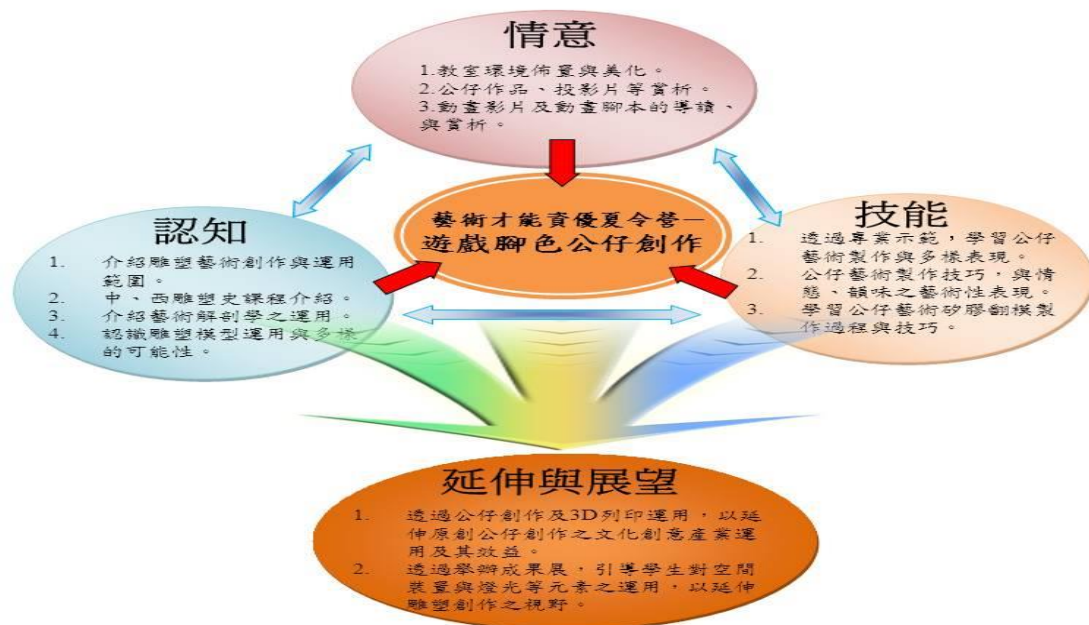 情意
1.教室環境佈置與美化。
2.公仔作品、投影片等賞析。
3.動畫影片及動畫腳本的導讀、
與賞析。
藝術才能資優夏令營－
遊戲腳色公仔創作
認知
1. 介紹雕塑藝術創作與運用
範圍。
2. 中、西雕塑史課程介紹。
3. 介紹藝術解剖學之運用。
4. 認識雕塑模型運用與多樣
的可能性。
技能
1. 透過專業示範，學習公仔
藝術製作與多樣表現。
2. 公仔藝術製作技巧，與情
態、韻味之藝術性表現。
3. 學習公仔藝術矽膠翻模製
作過程與技巧。
延伸與展望
1. 透過公仔創作及3D列印運用，以延
伸原創公仔創作之文化創意產業運
用及其效益。
2. 透過舉辦成果展，引導學生對空間
裝置與燈光等元素之運用，以延伸
雕塑創作之視野。